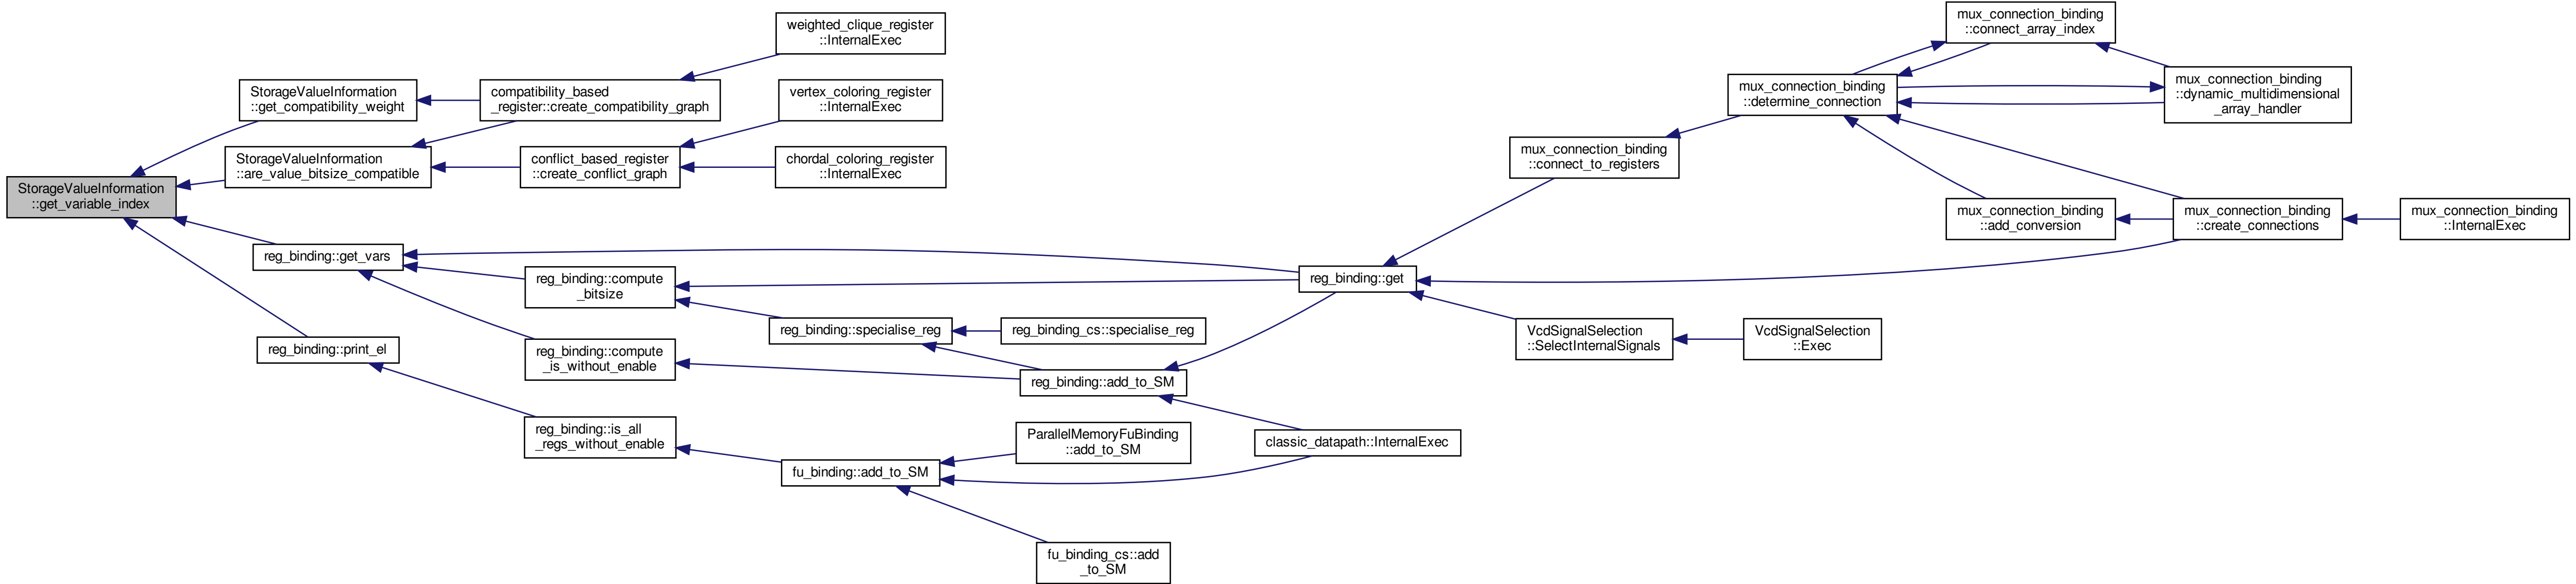 StorageValueInformation
::get_variable_index
StorageValueInformation
::get_compatibility_weight
StorageValueInformation
::are_value_bitsize_compatible
reg_binding::get_vars
reg_binding::print_el
compatibility_based
_register::create_compatibility_graph
conflict_based_register
::create_conflict_graph
reg_binding::compute
_bitsize
reg_binding::compute
_is_without_enable
reg_binding::is_all
_regs_without_enable
weighted_clique_register
::InternalExec
vertex_coloring_register
::InternalExec
chordal_coloring_register
::InternalExec
reg_binding::specialise_reg
fu_binding::add_to_SM
reg_binding_cs::specialise_reg
reg_binding::add_to_SM
ParallelMemoryFuBinding
::add_to_SM
fu_binding_cs::add
_to_SM
reg_binding::get
classic_datapath::InternalExec
mux_connection_binding
::connect_to_registers
VcdSignalSelection
::SelectInternalSignals
mux_connection_binding
::determine_connection
VcdSignalSelection
::Exec
mux_connection_binding
::connect_array_index
mux_connection_binding
::add_conversion
mux_connection_binding
::dynamic_multidimensional
_array_handler
mux_connection_binding
::create_connections
mux_connection_binding
::InternalExec